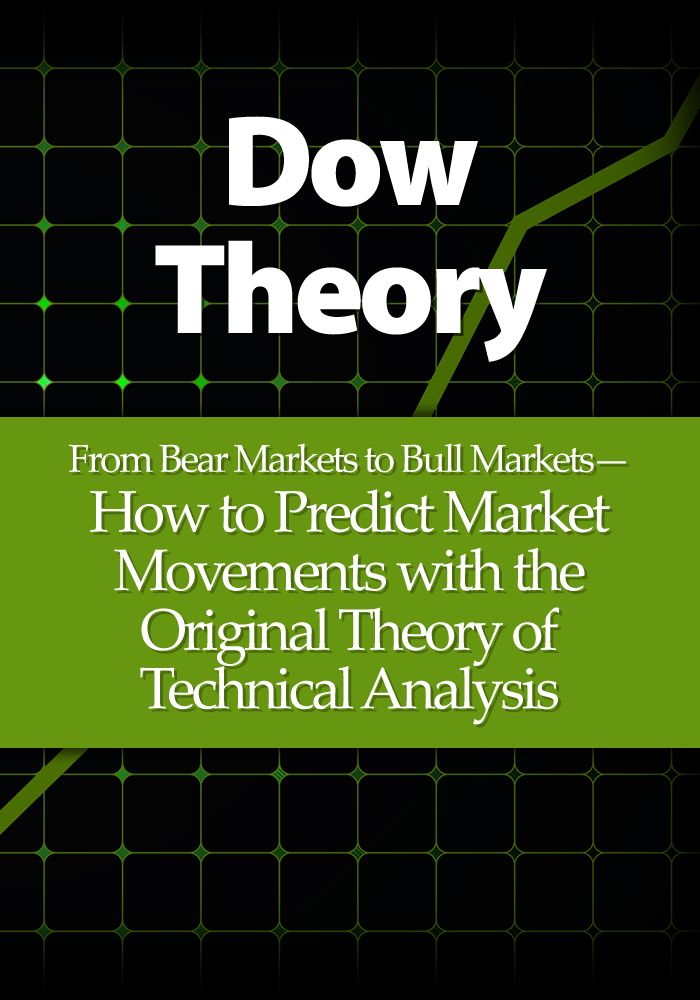 Dow
Theory
From Bear Markets to Bull Markets—
How to Predict Market
Movements with the
Original Theory of
Technical Analysis